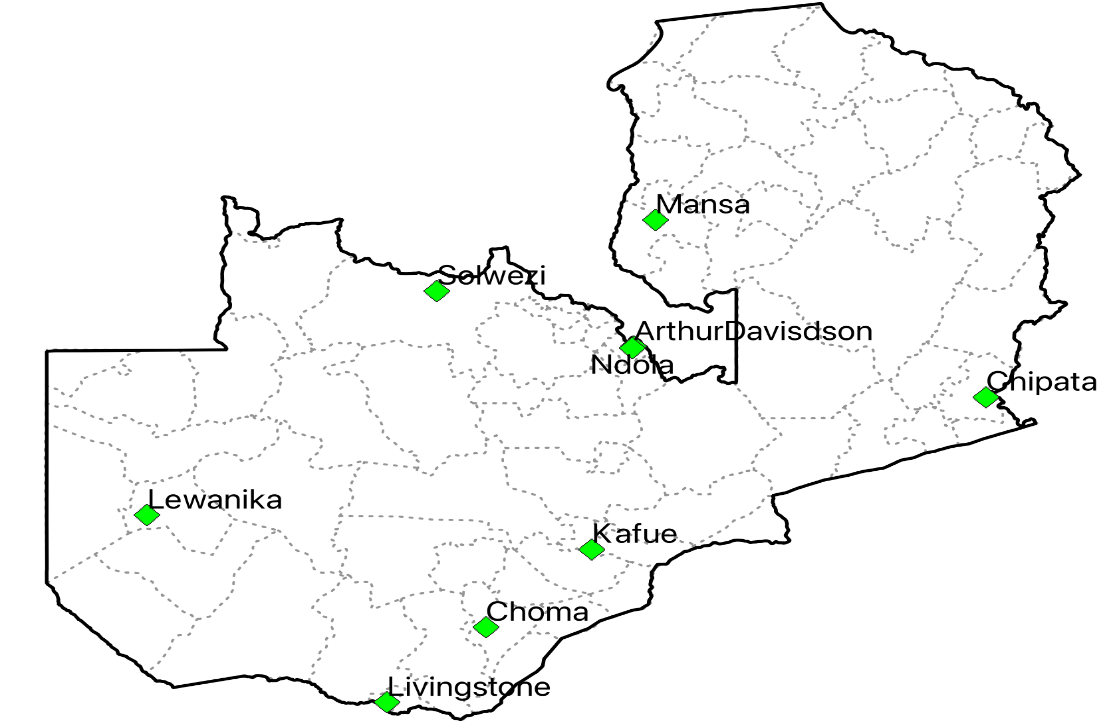 Mansa
Solwezi
ArthurDavisdson
Ndola
Chipata
Lewanika
Kafue
Choma
Livingstone